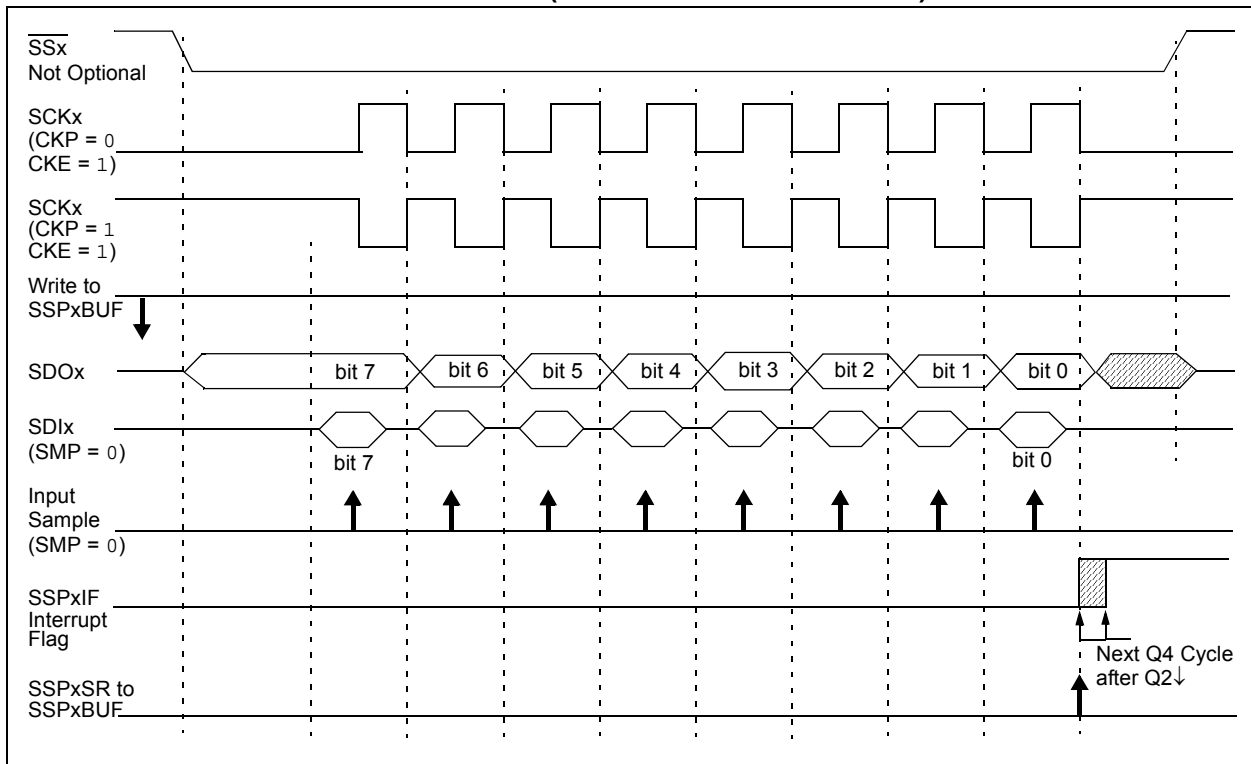 SSx
Not Optional
SCKx
(CKP = 0
CKE = 1)
SCKx
(CKP = 1
CKE = 1)
Write to
SSPxBUF
SDOx
bit 7
bit 6
bit 5
bit 4
bit 3
bit 2
bit 1
bit 0
SDIx
(SMP = 0)
bit 7
bit 0
Input
Sample
(SMP = 0)
SSPxIF
Interrupt
Flag
Next Q4 Cycle
after Q2↓
SSPxSR to
SSPxBUF